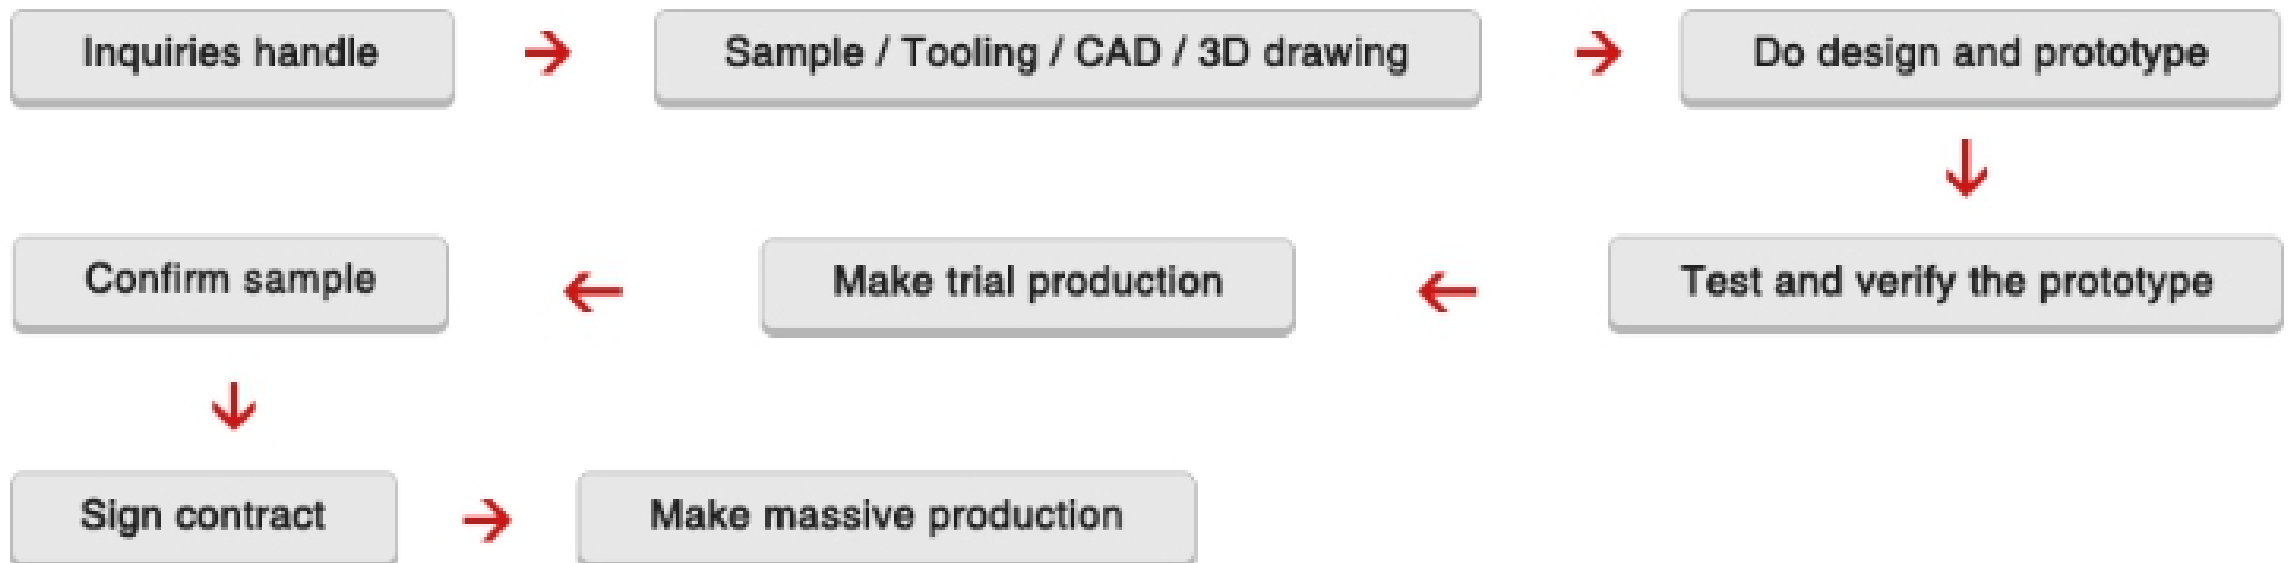 Inquiries handle
Sample / Tooling / CAD / 3D drawing
Do design and prototype
Test and verify the prototype
Make trial production
Confirm sample
Sign contract
Make massive production